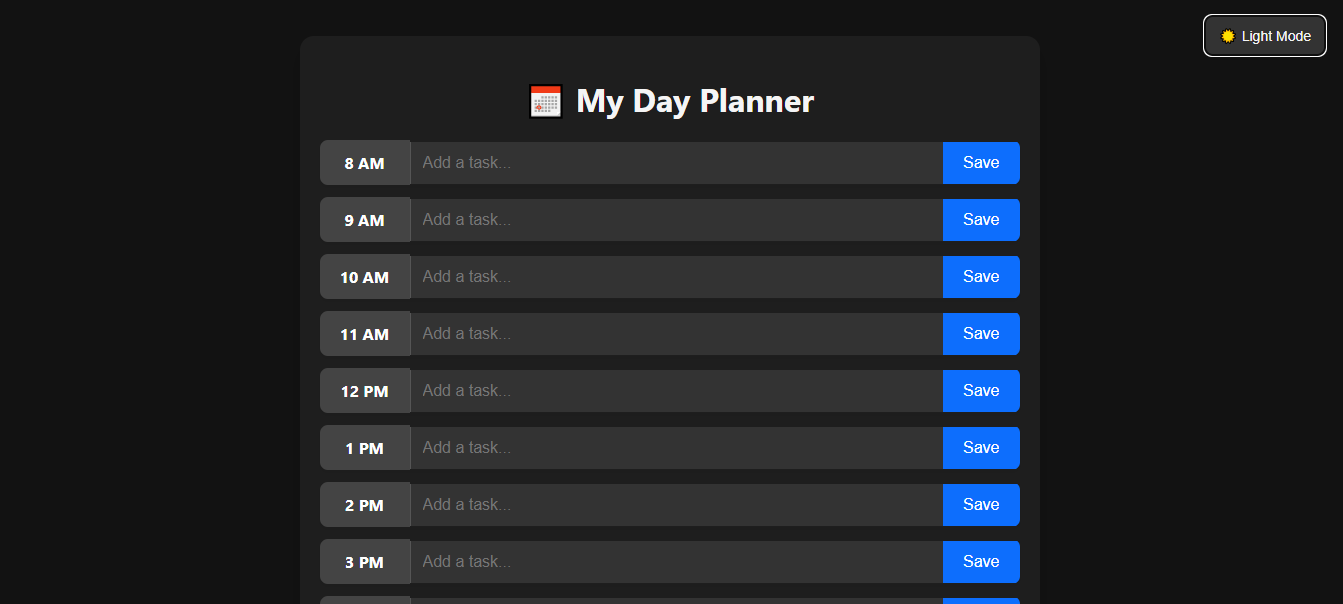 Light Mode
My Day Planner
8 AM Add a task... Save
9 AM Add a task... Save
10 AM Add a task... Save
11 AM Add a task... Save
12 PM Add a task... Save
1 PM Add a task... Save
2 PM Add a task... Save
3 PM Add a task... Save